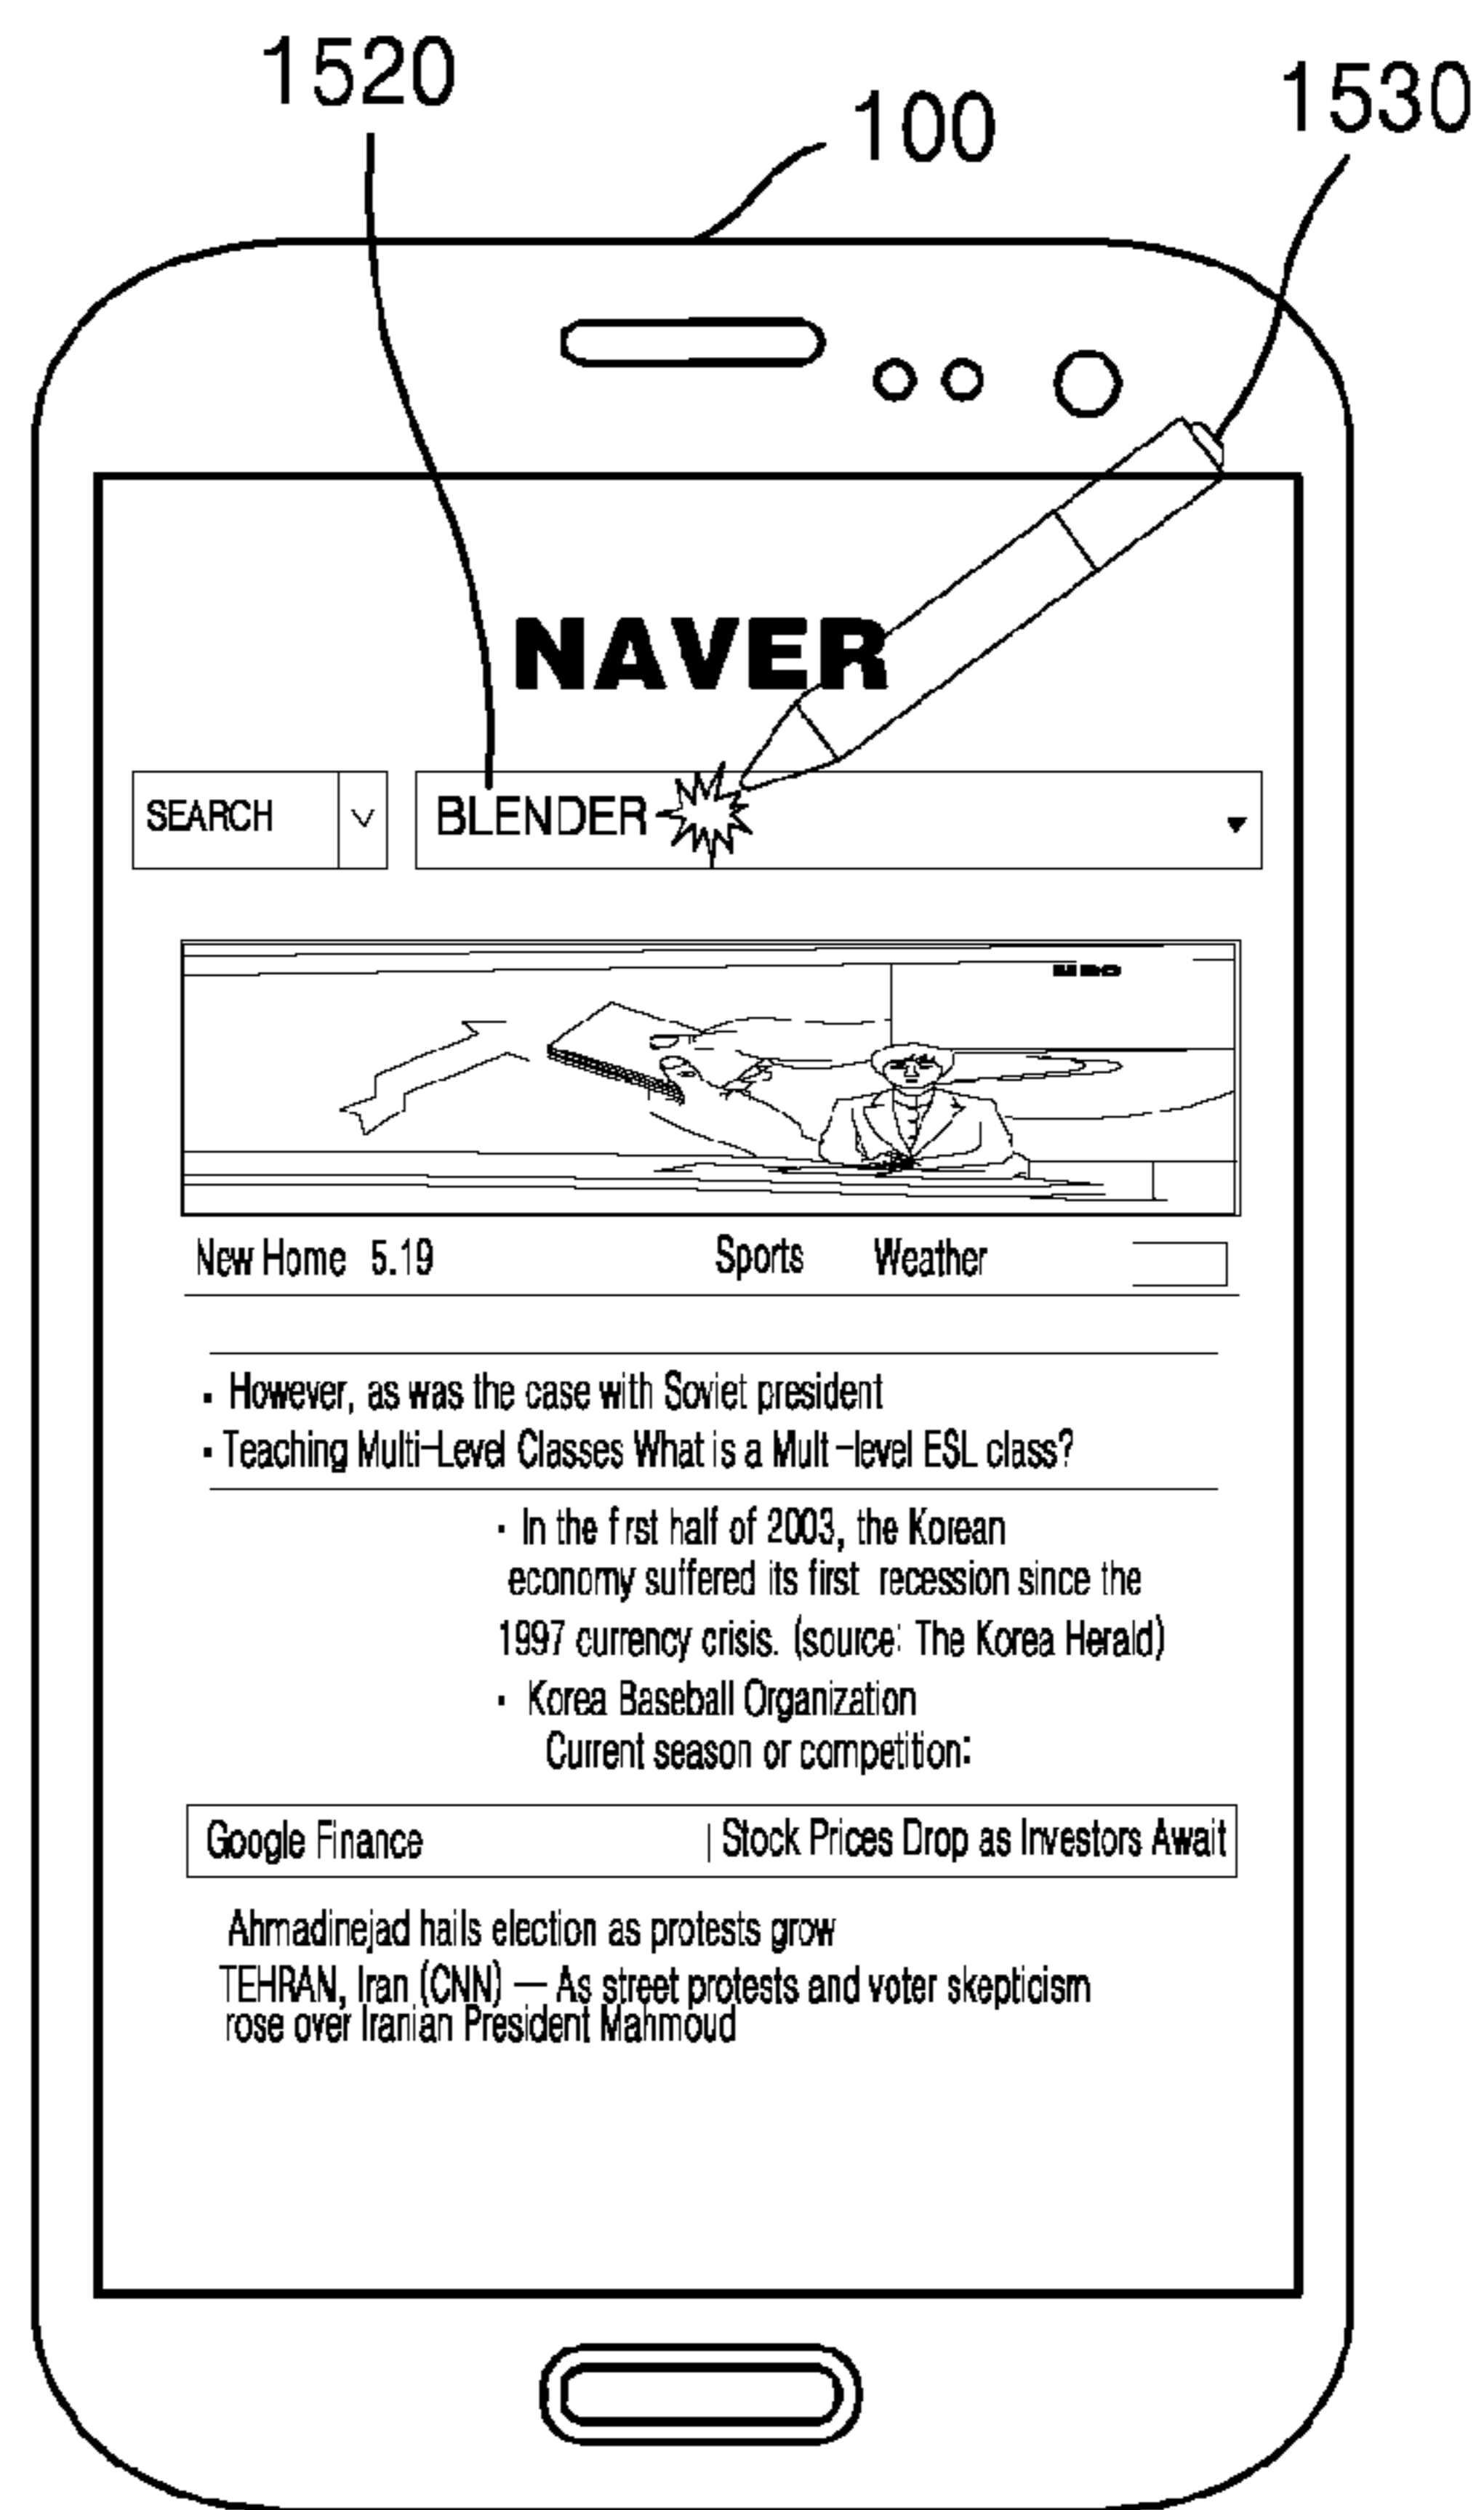 1520
100
1530
NAVER
SEARCH
BLENDER
New Home 5.19 Sports Weather
· However, as was the case with Soviet president
· Teaching Multi-Level Classes What is a Mult -level ESL class?
· In the f rst half of 2003, the Korean
economy suffered its first recession since the
1997 currency crisis. (source: The Korea Herald)
· Korea Baseball Organization
Current season or competition:
Google Finance | Stock Prices Drop as Investors Await
Ahmadinejad hails election as protests grow
TEHRAN, Iran (CNN) — As street protests and voter skepticism
rose over Iranian President Mahmoud